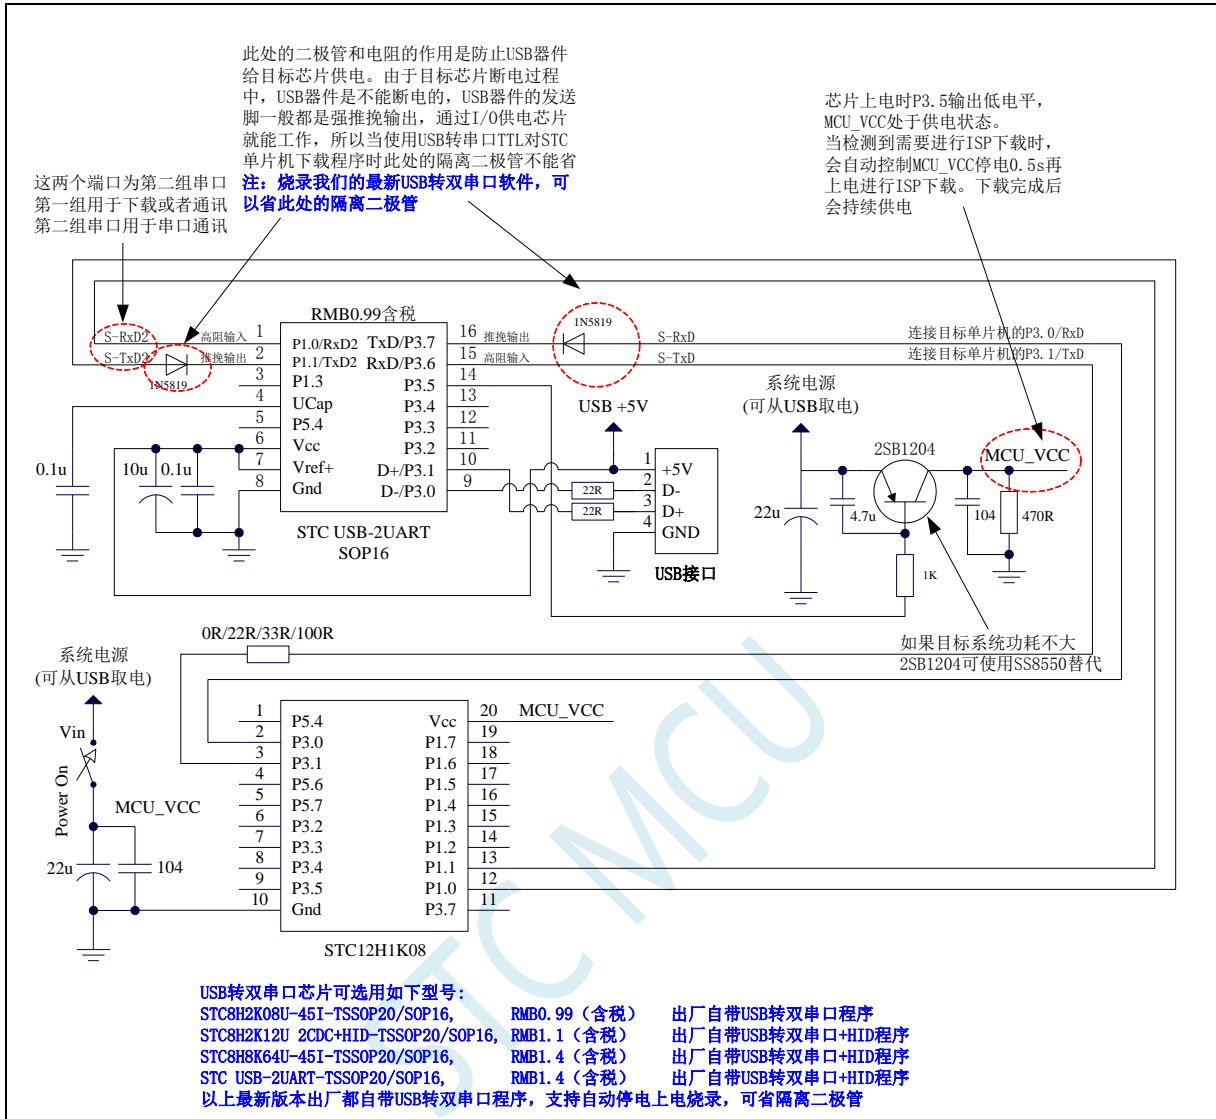 此处的二极管和电阻的作用是防止USB器件
给目标芯片供电。由于目标芯片断电过程
中，USB器件是不能断电的，USB器件的发送
脚一般都是强推挽输出，通过I/O供电芯片
就能工作，所以当使用USB转串口TTL对STC
单片机下载程序时此处的隔离二极管不能省
注：烧录我们的最新USB转双串口软件，可
以省此处的隔离二极管
这两个端口为第二组串口
第一组用于下载或者通讯
第二组串口用于串口通讯
芯片上电时P3.5输出低电平，
MCU_VCC处于供电状态。
当检测到需要进行ISP下载时，
会自动控制MCU_VCC停电0.5s再
上电进行ISP下载。下载完成后
会持续供电
RMB0.99含税
S-RxD2 高阻输入 1 P1.0/RxD2 TxD/P3.7 16 推挽输出 1N5819 S-RxD 连接目标单片机的P3.0/RxD
S-TxD2 推挽输出 2 P1.1/TxD2 RxD/P3.6 15 高阻输入 S-TxD 连接目标单片机的P3.1/TxD
1N5819
3 P1.3 P3.5 14
4 UCap P3.4 13
5 P5.4 P3.3 12
6 Vcc P3.2 11
7 Vref+ D+/P3.1 10
8 Gnd D-/P3.0 9
STC USB-2UART
SOP16
0.1u
10u
0.1u
USB +5V
1 +5V
2 D-
3 D+
4 GND
22R
22R
USB接口
系统电源
(可从USB取电)
2SB1204
MCU_VCC
22u
4.7u
104
470R
1K
如果目标系统功耗不大
2SB1204可使用SS8550替代
0R/22R/33R/100R
系统电源
(可从USB取电)
Vin
Power On
MCU_VCC
22u
104
1 P5.4 Vcc 20 MCU_VCC
2 P3.0 P1.7 19
3 P3.1 P1.6 18
4 P5.6 P1.5 17
5 P5.7 P1.4 16
6 P3.2 P1.3 15
7 P3.3 P1.2 14
8 P3.4 P1.1 13
9 P3.5 P1.0 12
10 Gnd P3.7 11
STC12H1K08
STC MCU
USB转双串口芯片可选用如下型号:
STC8H2K08U-45I-TSSOP20/SOP16, RMB0.99（含税） 出厂自带USB转双串口程序
STC8H2K12U 2CDC+HID-TSSOP20/SOP16, RMB1.1（含税） 出厂自带USB转双串口+HID程序
STC8H8K64U-45I-TSSOP20/SOP16, RMB1.4（含税） 出厂自带USB转双串口+HID程序
STC USB-2UART-TSSOP20/SOP16, RMB1.4（含税） 出厂自带USB转双串口+HID程序
以上最新版本出厂都自带USB转双串口程序，支持自动停电上电烧录，可省隔离二极管